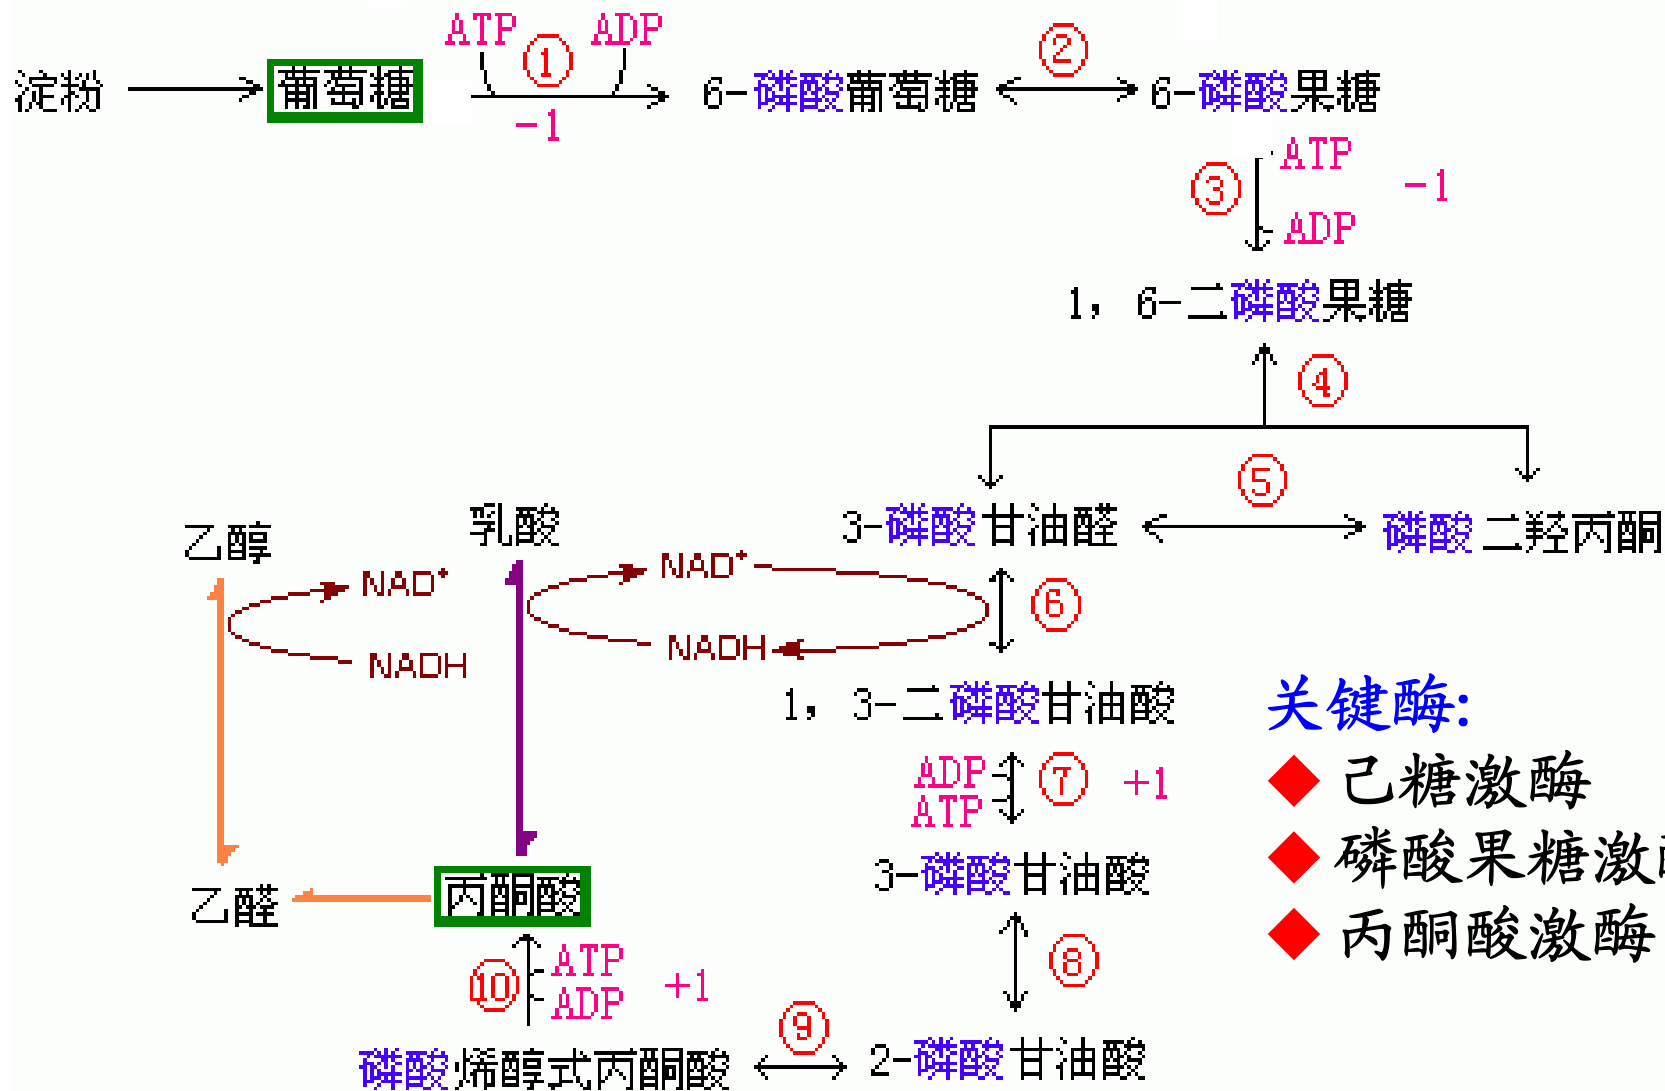 ATP ① ADP ②
淀粉 葡萄糖 6-磷酸葡萄糖 6-磷酸果糖
-1
ATP
③ -1
ADP
1，6-二磷酸果糖
④
⑤
乙醇 乳酸 3-磷酸甘油醛 磷酸二羟丙酮
NAD⁺ NAD⁺
⑥
NADH NADH
1，3-二磷酸甘油酸
关键酶:
ADP ⑦ +1
ATP
己糖激酶
3-磷酸甘油酸
磷酸果糖激
乙醛 丙酮酸
丙酮酸激酶
ATP
⑩ +1
ADP
⑧
⑨
磷酸烯醇式丙酮酸 2-磷酸甘油酸